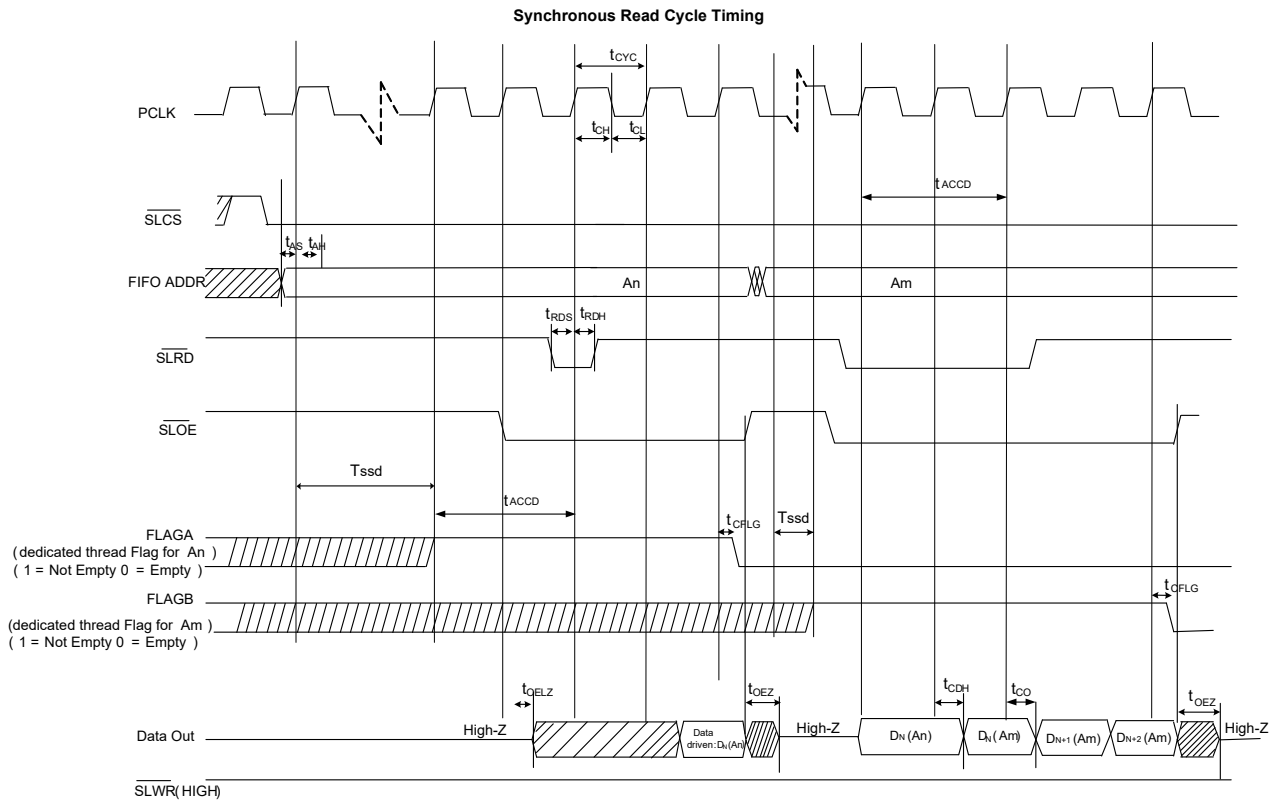 Synchronous Read Cycle Timing
tCYC
PCLK
tCH
tCL
tACCD
SLCS
tAS
tAH
FIFO ADDR
An
Am
tRDS
tRDH
SLRD
SLOE
Tssd
tACCD
FLAGA
(dedicated thread Flag for An )
( 1 = Not Empty 0 = Empty )
tCFLG
Tssd
FLAGB
(dedicated thread Flag for Am )
( 1 = Not Empty 0 = Empty )
tCFLG
tOELZ
tOEZ
tCDH
tCO
tOEZ
Data Out
High-Z
Data
driven:DN(An)
High-Z
DN(An)
DN(Am)
DN+1(Am)
DN+2(Am)
High-Z
SLWR(HIGH)